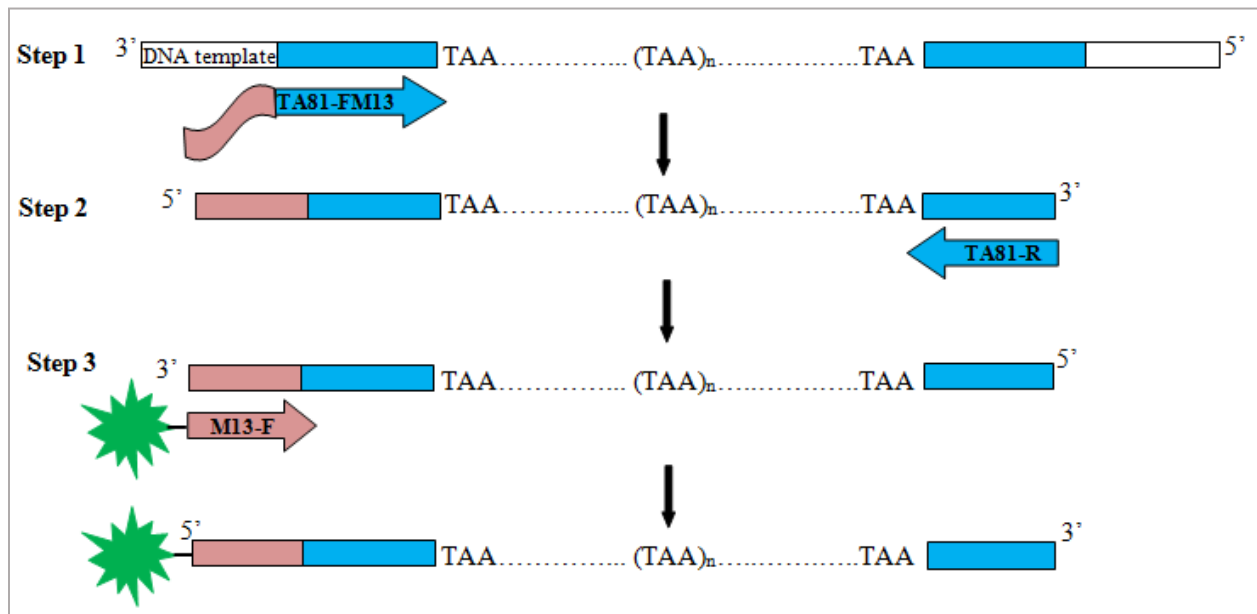 Step 1 3’ DNA template TAA…………... (TAA)n ...……………. TAA 5’
TA81-FM13
Step 2 5’ TAA…………... (TAA)n...……………TAA 3’
TA81-R
Step 3 3’ TAA…………... (TAA)n...……………TAA 5’
M13-F
5’ TAA…………... (TAA)n...……………TAA 3’